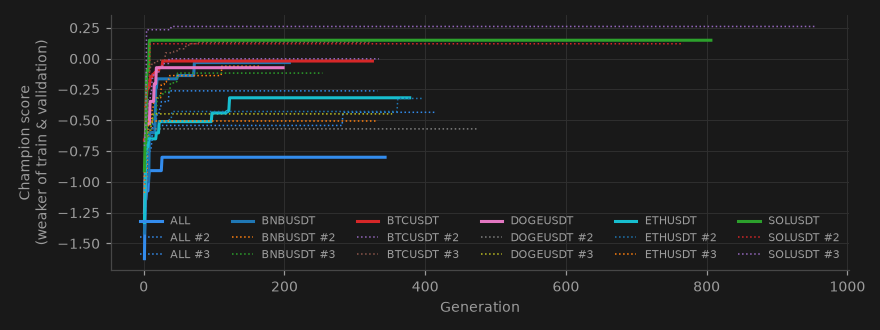 Champion score
(weaker of train & validation)
0.25
0.00
−0.25
−0.50
−0.75
−1.00
−1.25
−1.50
ALL BNBUSDT BTCUSDT DOGEUSDT ETHUSDT SOLUSDT
ALL #2 BNBUSDT #2 BTCUSDT #2 DOGEUSDT #2 ETHUSDT #2 SOLUSDT #2
ALL #3 BNBUSDT #3 BTCUSDT #3 DOGEUSDT #3 ETHUSDT #3 SOLUSDT #3
0 200 400 600 800 1000
Generation